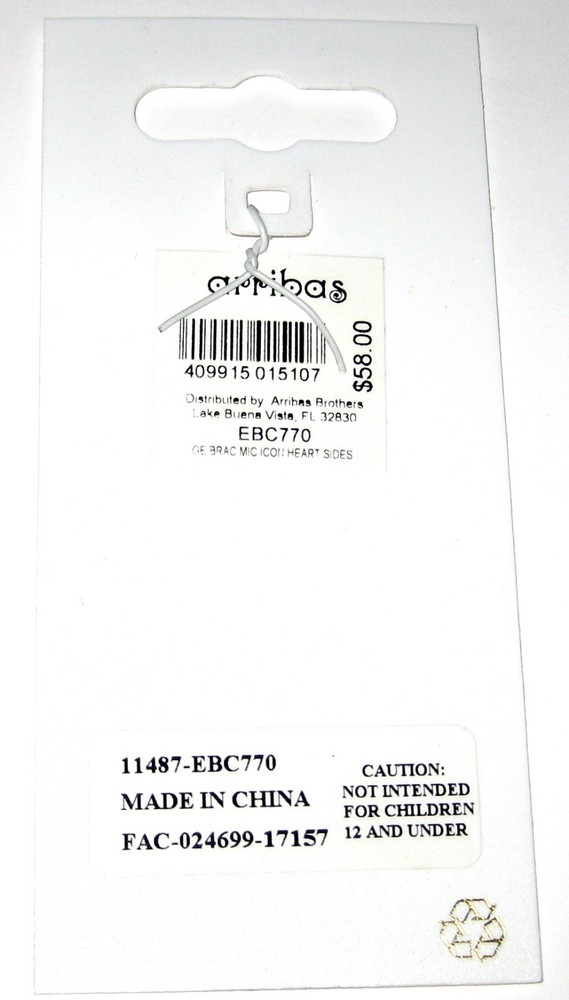 arribas
$58.00
409915 015107
Distributed by Arribas Brothers
Lake Buena Vista, FL 32830
EBC770
GE BRAC MIC ICON HEART SIDES
11487-EBC770
MADE IN CHINA
FAC-024699-17157
CAUTION:
NOT INTENDED
FOR CHILDREN
12 AND UNDER